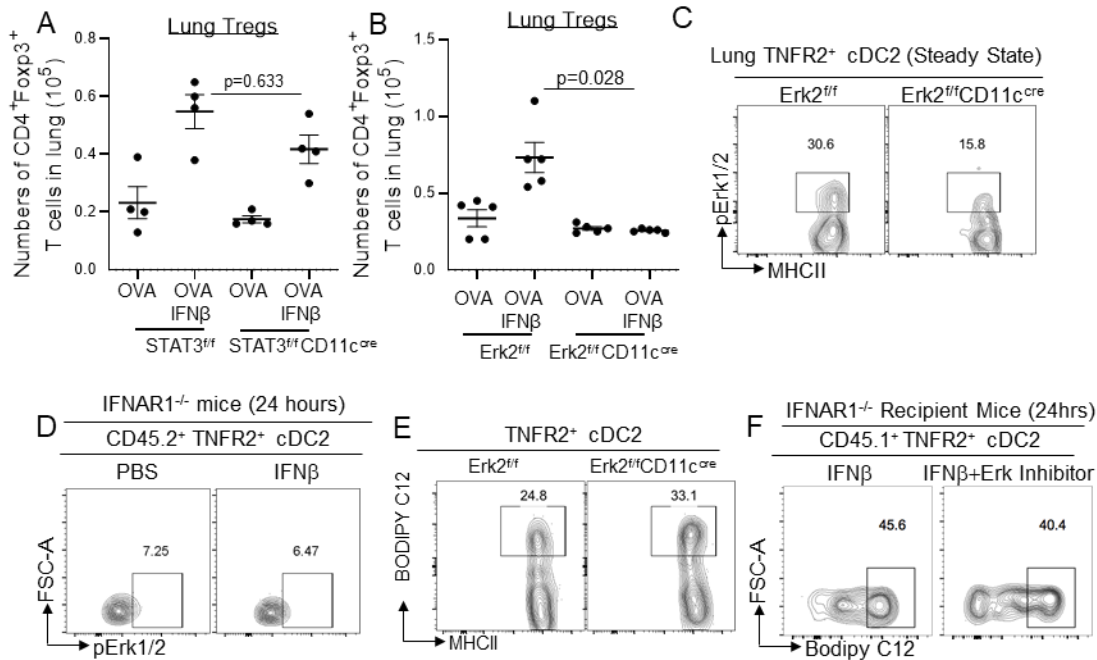 A
Lung Tregs
Numbers of CD4⁺Foxp3⁺
T cells in lung (10⁵)
0.8
0.6
0.4
0.2
0.0
p=0.633
OVA
OVA
IFNβ
OVA
OVA
IFNβ
STAT3f/f
STAT3f/fCD11ccre
B
Lung Tregs
Numbers of CD4⁺Foxp3⁺
T cells in lung (10⁵)
1.5
1.0
0.5
0.0
p=0.028
OVA
OVA
IFNβ
OVA
OVA
IFNβ
Erk2f/f
Erk2f/fCD11ccre
C
Lung TNFR2⁺ cDC2 (Steady State)
Erk2f/f
Erk2f/fCD11ccre
30.6
15.8
pErk1/2
MHCII
D
IFNAR1⁻/⁻ mice (24 hours)
CD45.2⁺ TNFR2⁺ cDC2
PBS
IFNβ
7.25
6.47
FSC-A
pErk1/2
E
TNFR2⁺ cDC2
Erk2f/f
Erk2f/fCD11ccre
24.8
33.1
BODIPY C12
MHCII
F
IFNAR1⁻/⁻ Recipient Mice (24hrs)
CD45.1⁺ TNFR2⁺ cDC2
IFNβ
IFNβ+Erk Inhibitor
45.6
40.4
FSC-A
Bodipy C12